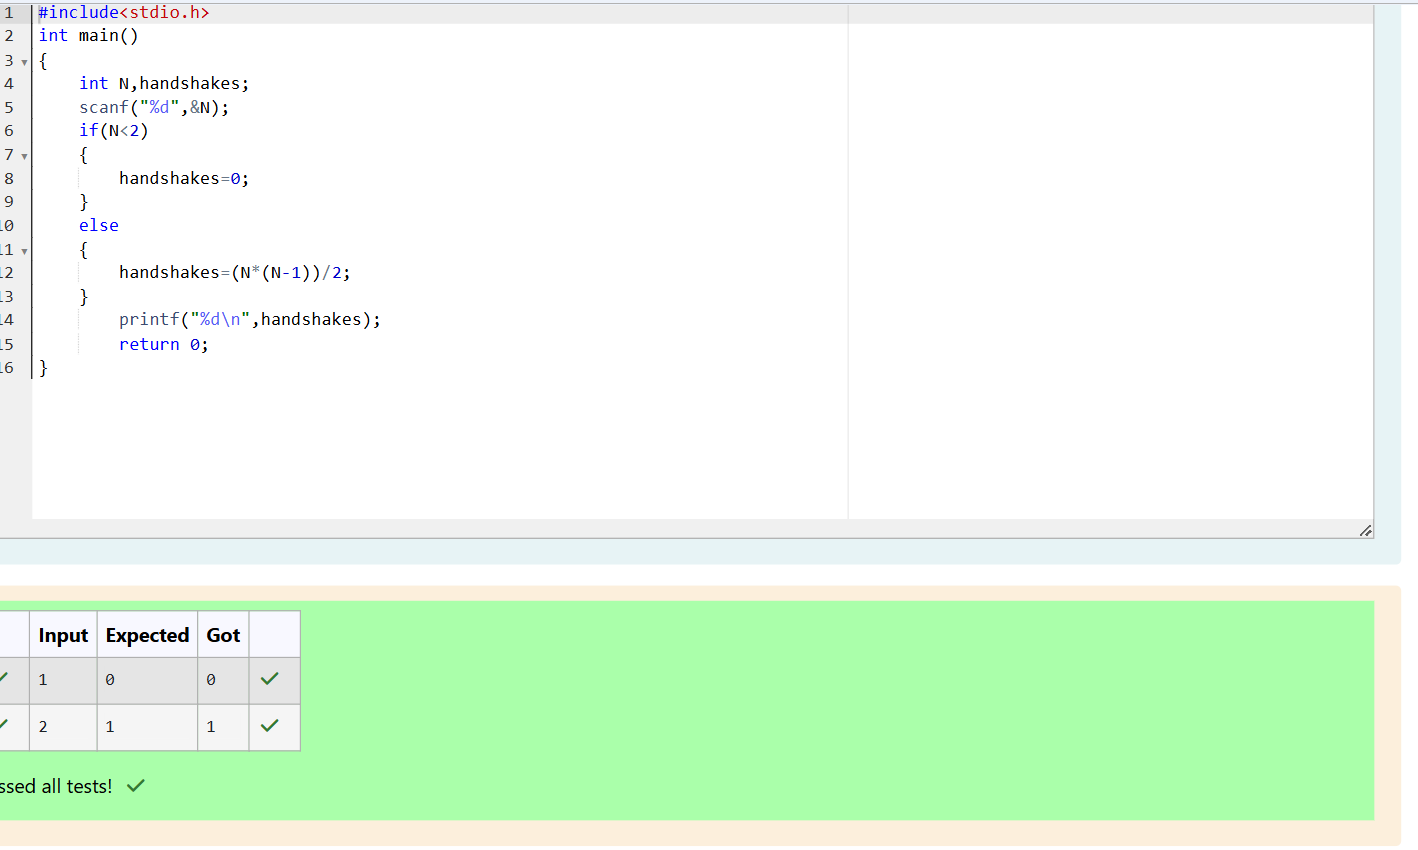 1 #include<stdio.h>
2 int main()
3 {
4     int N,handshakes;
5     scanf("%d",&N);
6     if(N<2)
7     {
8         handshakes=0;
9     }
10     else
11     {
12         handshakes=(N*(N-1))/2;
13     }
14         printf("%d\n",handshakes);
15         return 0;
16 }
Input Expected Got
1 0 0
2 1 1
ssed all tests!